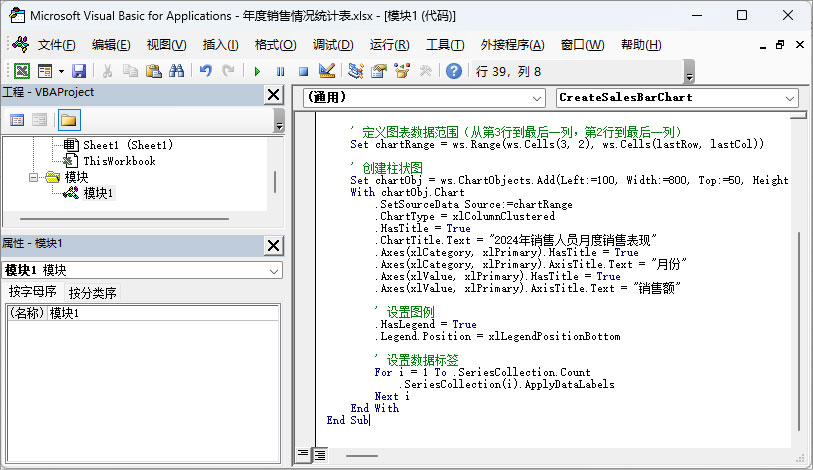 Microsoft Visual Basic for Applications - 年度销售情况统计表.xlsx - [模块1 (代码)]
文件(F) 编辑(E) 视图(V) 插入(I) 格式(O) 调试(D) 运行(R) 工具(T) 外接程序(A) 窗口(W) 帮助(H)
行 39，列 8
工程 - VBAProject
Sheet1 (Sheet1)
ThisWorkbook
模块
模块1
属性 - 模块1
模块1 模块
按字母序 按分类序
(名称) 模块1
(通用) CreateSalesBarChart
' 定义图表数据范围（从第3行到最后一列，第2行到最后一列）
Set chartRange = ws.Range(ws.Cells(3, 2), ws.Cells(lastRow, lastCol))
' 创建柱状图
Set chartObj = ws.ChartObjects.Add(Left:=100, Width:=800, Top:=50, Height
With chartObj.Chart
.SetSourceData Source:=chartRange
.ChartType = xlColumnClustered
.HasTitle = True
.ChartTitle.Text = "2024年销售人员月度销售表现"
.Axes(xlCategory, xlPrimary).HasTitle = True
.Axes(xlCategory, xlPrimary).AxisTitle.Text = "月份"
.Axes(xlValue, xlPrimary).HasTitle = True
.Axes(xlValue, xlPrimary).AxisTitle.Text = "销售额"
' 设置图例
.HasLegend = True
.Legend.Position = xlLegendPositionBottom
' 设置数据标签
For i = 1 To .SeriesCollection.Count
.SeriesCollection(i).ApplyDataLabels
Next i
End With
End Sub